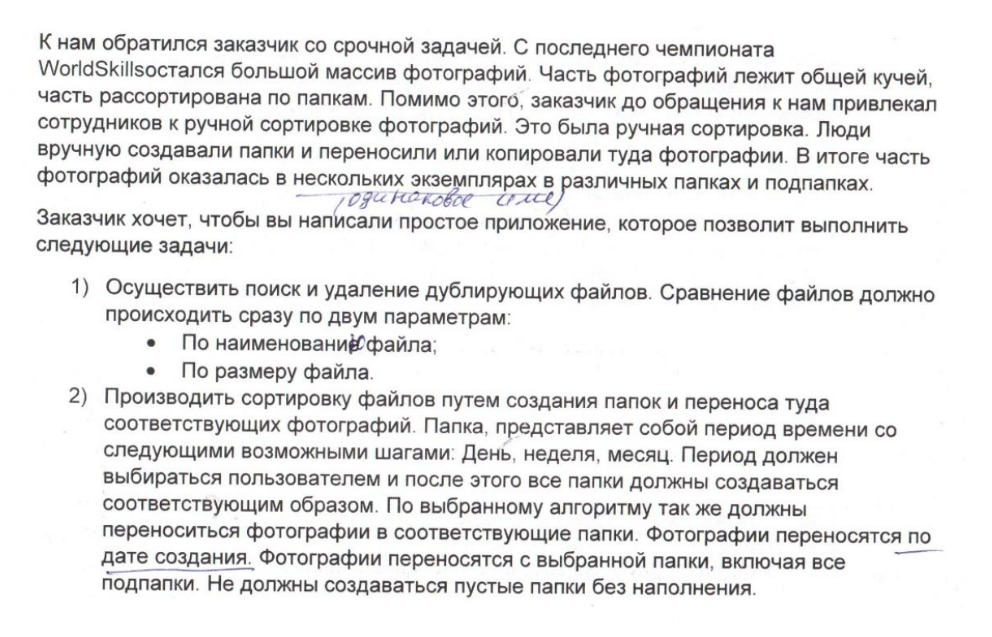 К нам обратился заказчик со срочной задачей. С последнего чемпионата
WorldSkillsостался большой массив фотографий. Часть фотографий лежит общей кучей,
часть рассортирована по папкам. Помимо этого, заказчик до обращения к нам привлекал
сотрудников к ручной сортировке фотографий. Это была ручная сортировка. Люди
вручную создавали папки и переносили или копировали туда фотографии. В итоге часть
фотографий оказалась в нескольких экземплярах в различных папках и подпапках.
(одинаковое имя)
Заказчик хочет, чтобы вы написали простое приложение, которое позволит выполнить
следующие задачи:
1) Осуществить поиск и удаление дублирующих файлов. Сравнение файлов должно
происходить сразу по двум параметрам:
• По наименованию файла;
• По размеру файла.
2) Производить сортировку файлов путем создания папок и переноса туда
соответствующих фотографий. Папка, представляет собой период времени со
следующими возможными шагами: День, неделя, месяц. Период должен
выбираться пользователем и после этого все папки должны создаваться
соответствующим образом. По выбранному алгоритму так же должны
переноситься фотографии в соответствующие папки. Фотографии переносятся по
дате создания. Фотографии переносятся с выбранной папки, включая все
подпапки. Не должны создаваться пустые папки без наполнения.